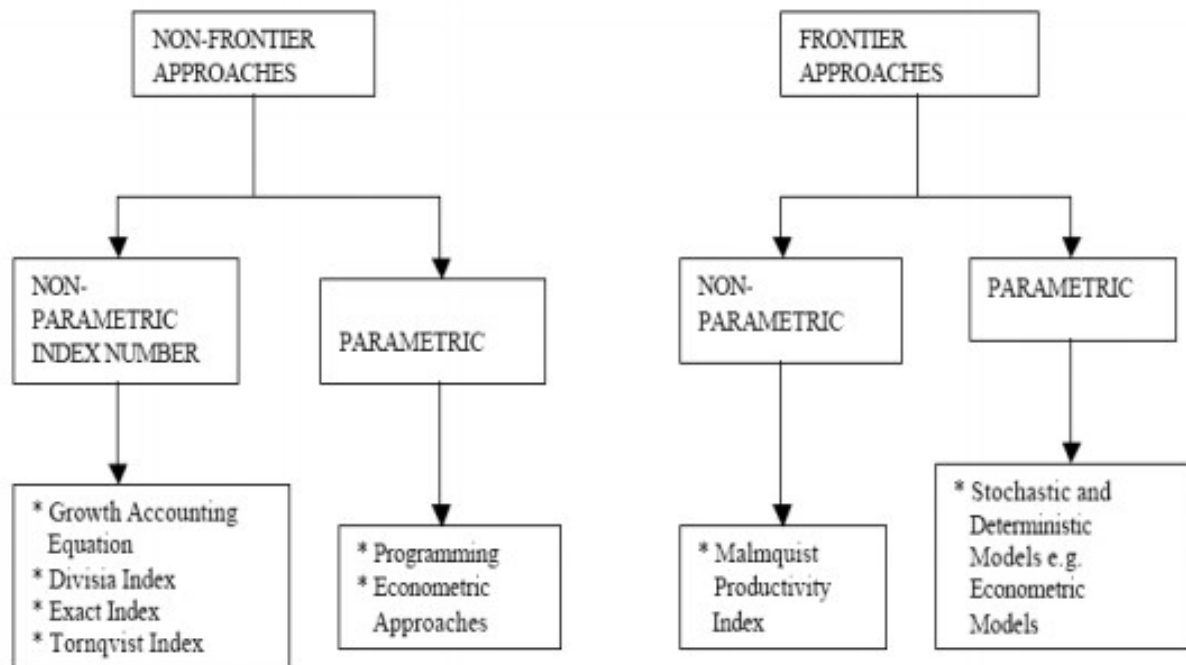 NON-FRONTIER
APPROACHES
FRONTIER
APPROACHES
NON-
PARAMETRIC
INDEX NUMBER
PARAMETRIC
NON-
PARAMETRIC
PARAMETRIC
* Growth Accounting
Equation
* Divisia Index
* Exact Index
* Tornqvist Index
* Programming
* Econometric
Approaches
* Malmquist
Productivity
Index
* Stochastic and
Deterministic
Models e.g.
Econometric
Models